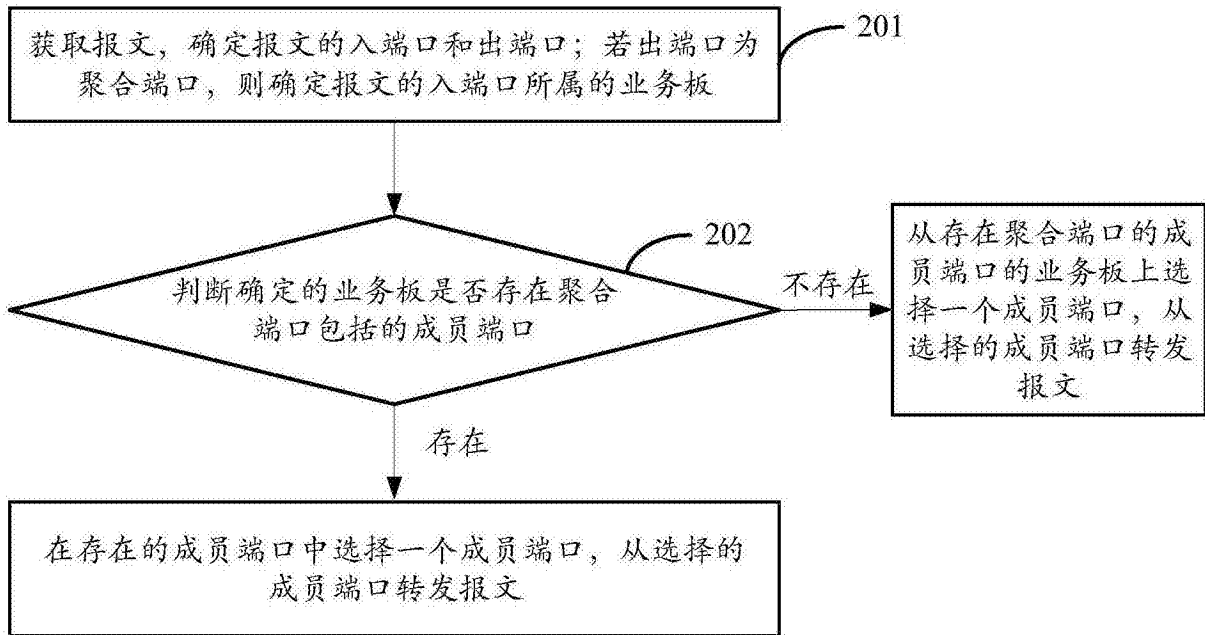 获取报文，确定报文的入端口和出端口；若出端口为
聚合端口，则确定报文的入端口所属的业务板
201
202
判断确定的业务板是否存在聚合
端口包括的成员端口
不存在
从存在聚合端口的成
员端口的业务板上选
择一个成员端口，从
选择的成员端口转发
报文
存在
在存在的成员端口中选择一个成员端口，从选择的
成员端口转发报文